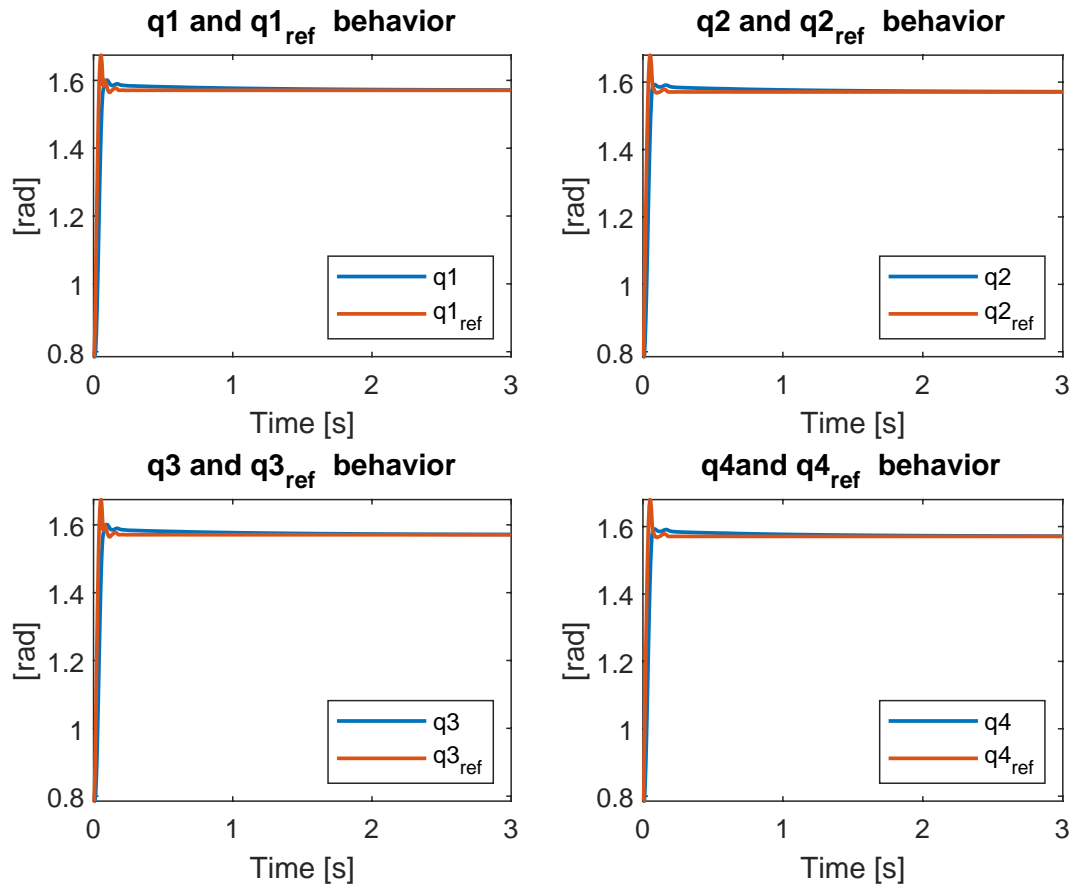 q1 and q1ref behavior
[rad]
1.6
1.4
1.2
1
0.8
q1
q1ref
0
1
2
3
Time [s]
q2 and q2ref behavior
[rad]
1.6
1.4
1.2
1
0.8
q2
q2ref
0
1
2
3
Time [s]
q3 and q3ref behavior
[rad]
1.6
1.4
1.2
1
0.8
q3
q3ref
0
1
2
3
Time [s]
q4and q4ref behavior
[rad]
1.6
1.4
1.2
1
0.8
q4
q4ref
0
1
2
3
Time [s]